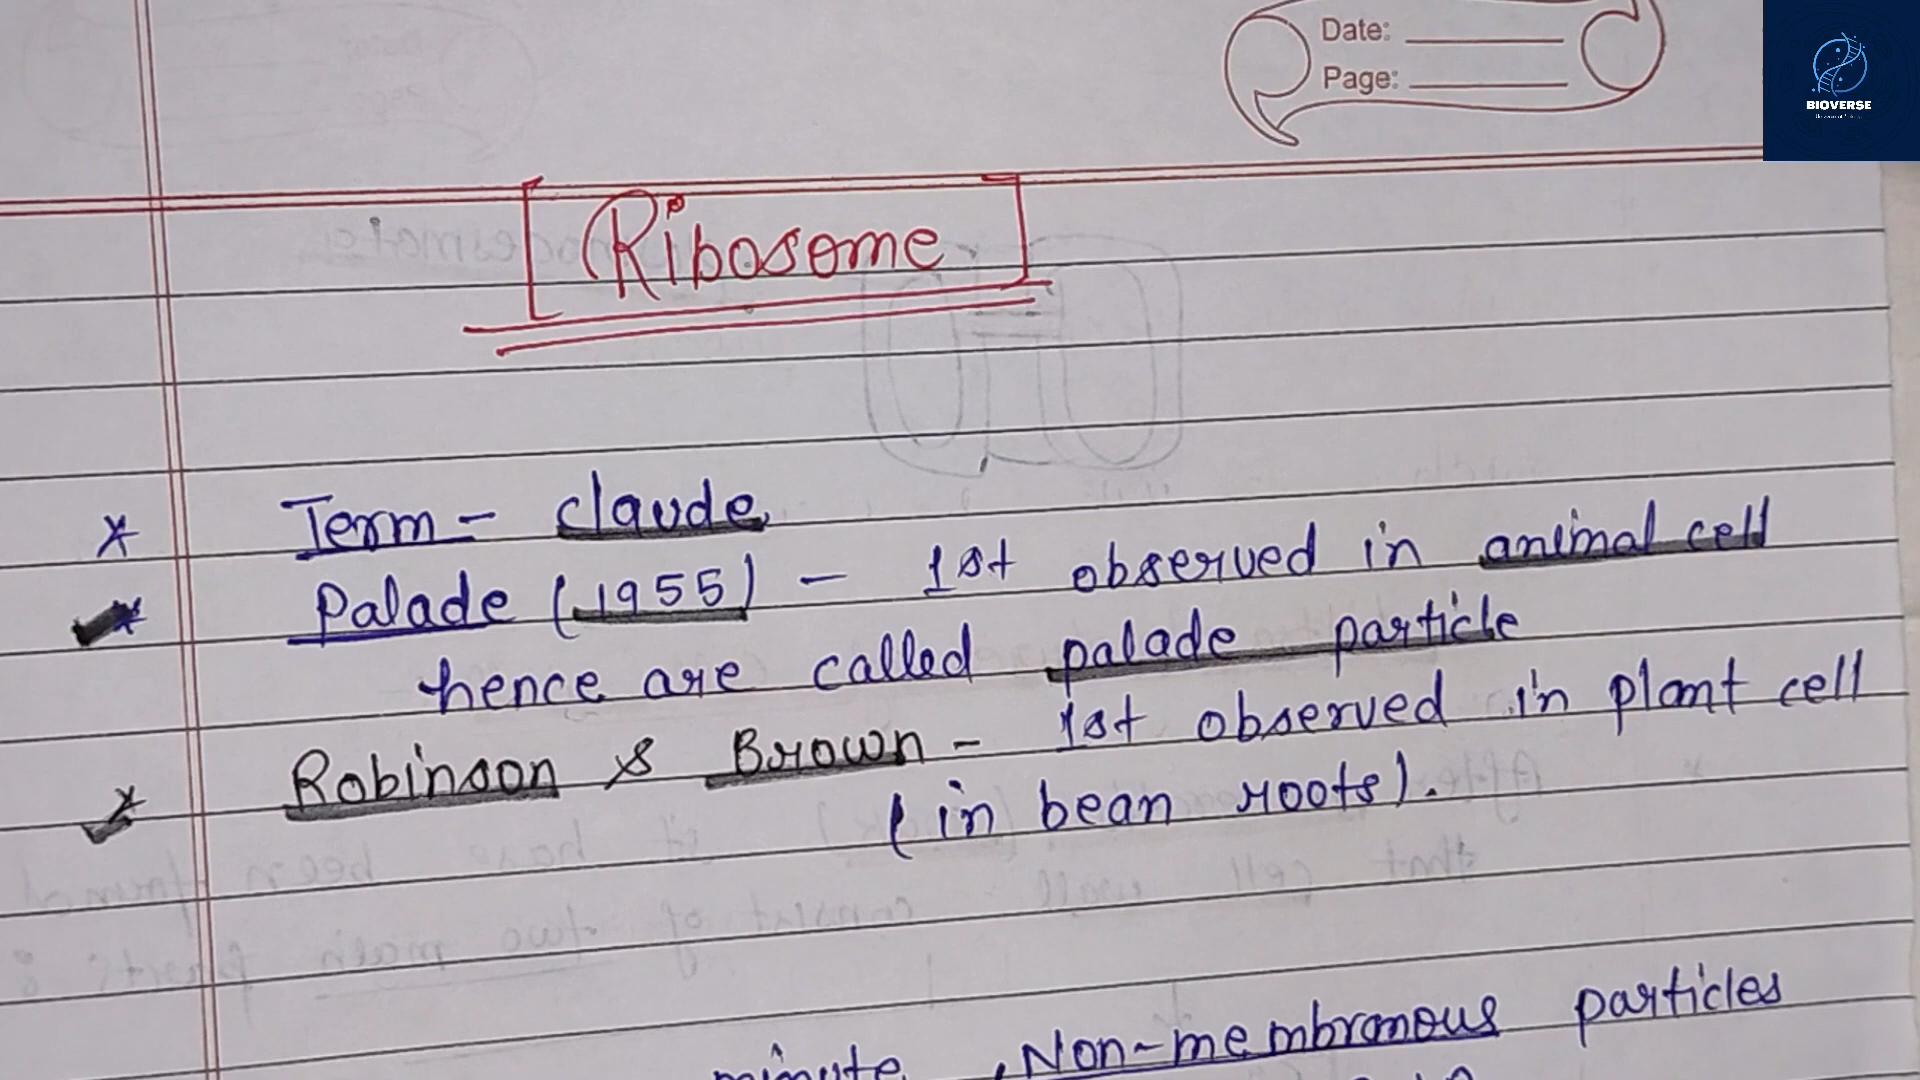 Date:
Page:
BIOVERSE
Ribosome
* Term - claude
* Palade (1955) - 1st observed in animal cell
hence are called palade particle
* Robinson & Brown - 1st observed in plant cell
(in bean roots).
minute, Non-membranous particles